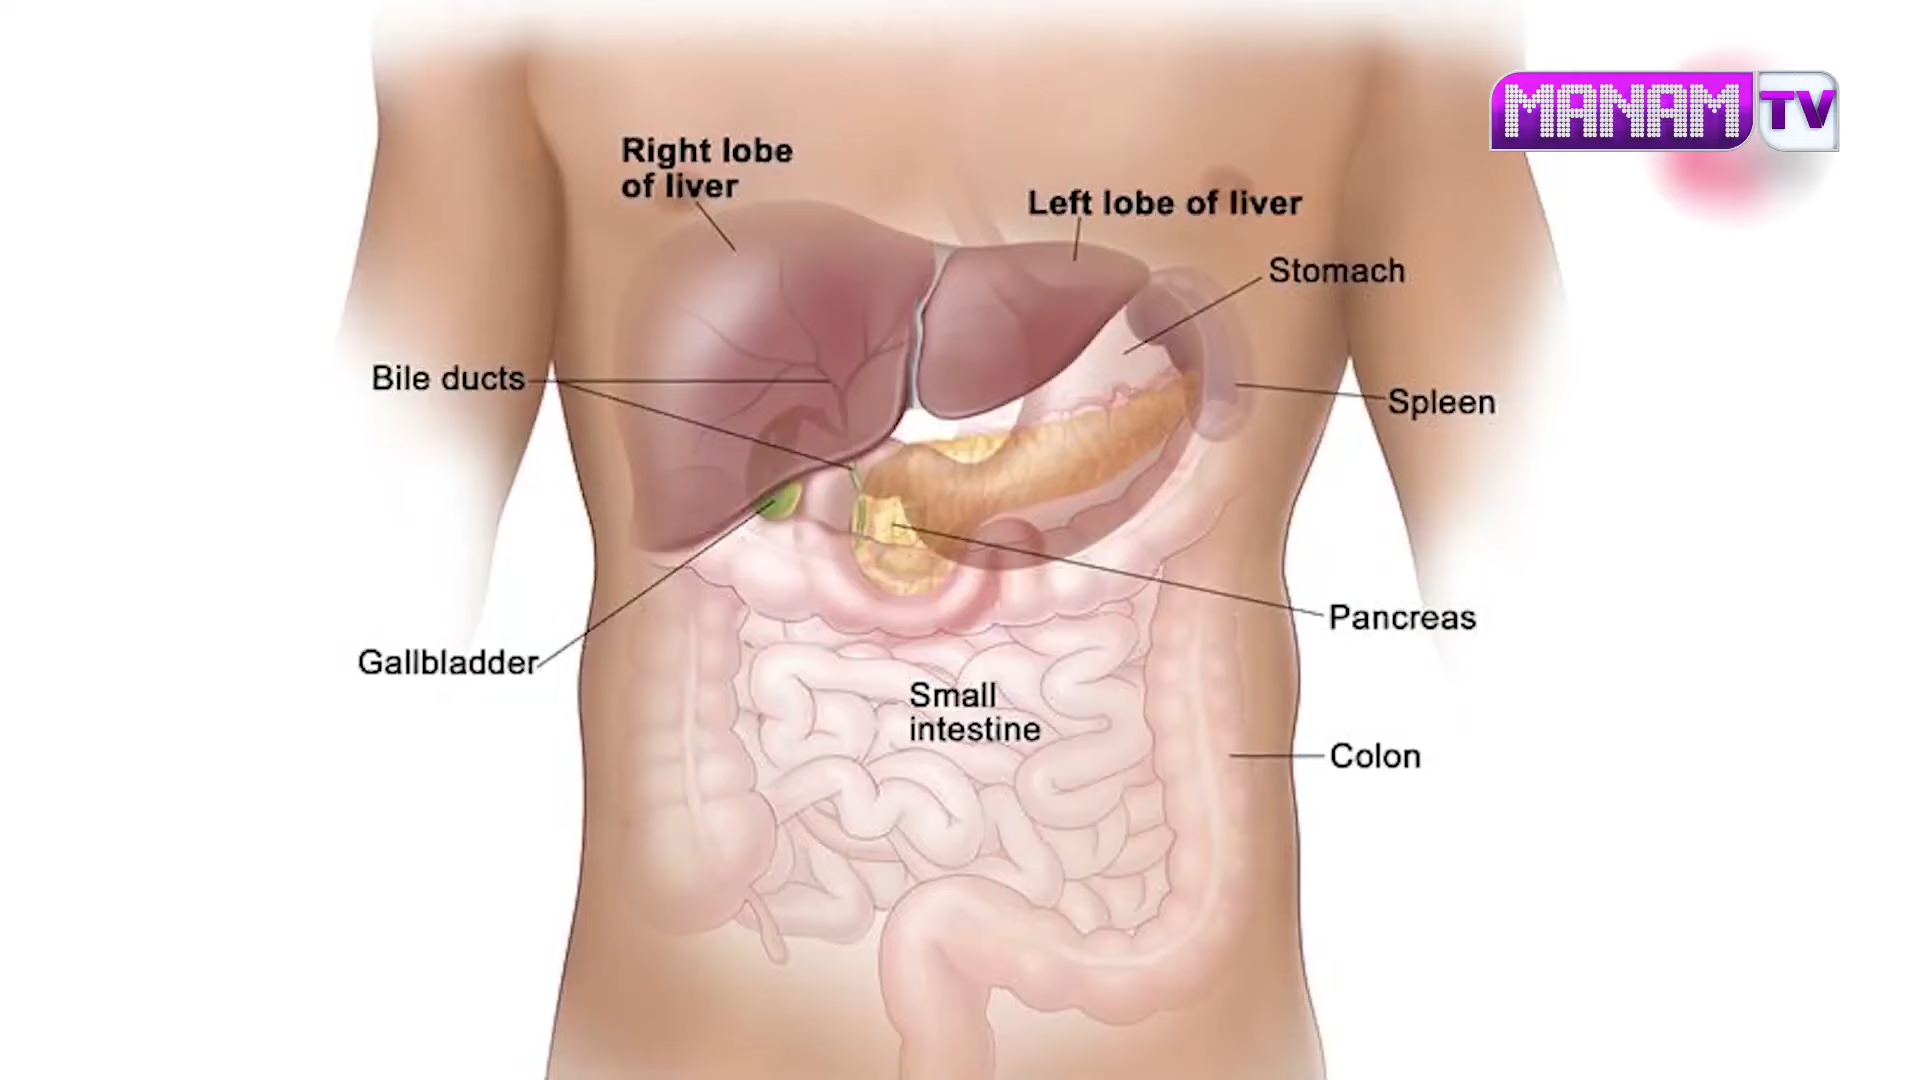 MANAM TV
Right lobe
of liver
Left lobe of liver
Stomach
Bile ducts
Spleen
Pancreas
Gallbladder
Small
intestine
Colon